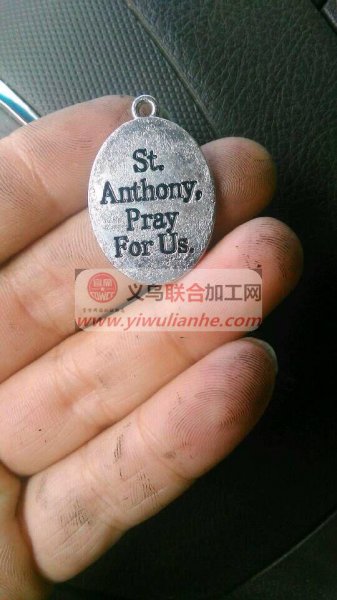 St.
Anthony,
Pray
For Us.
义乌联合加工网
www.yiwulianhe.com